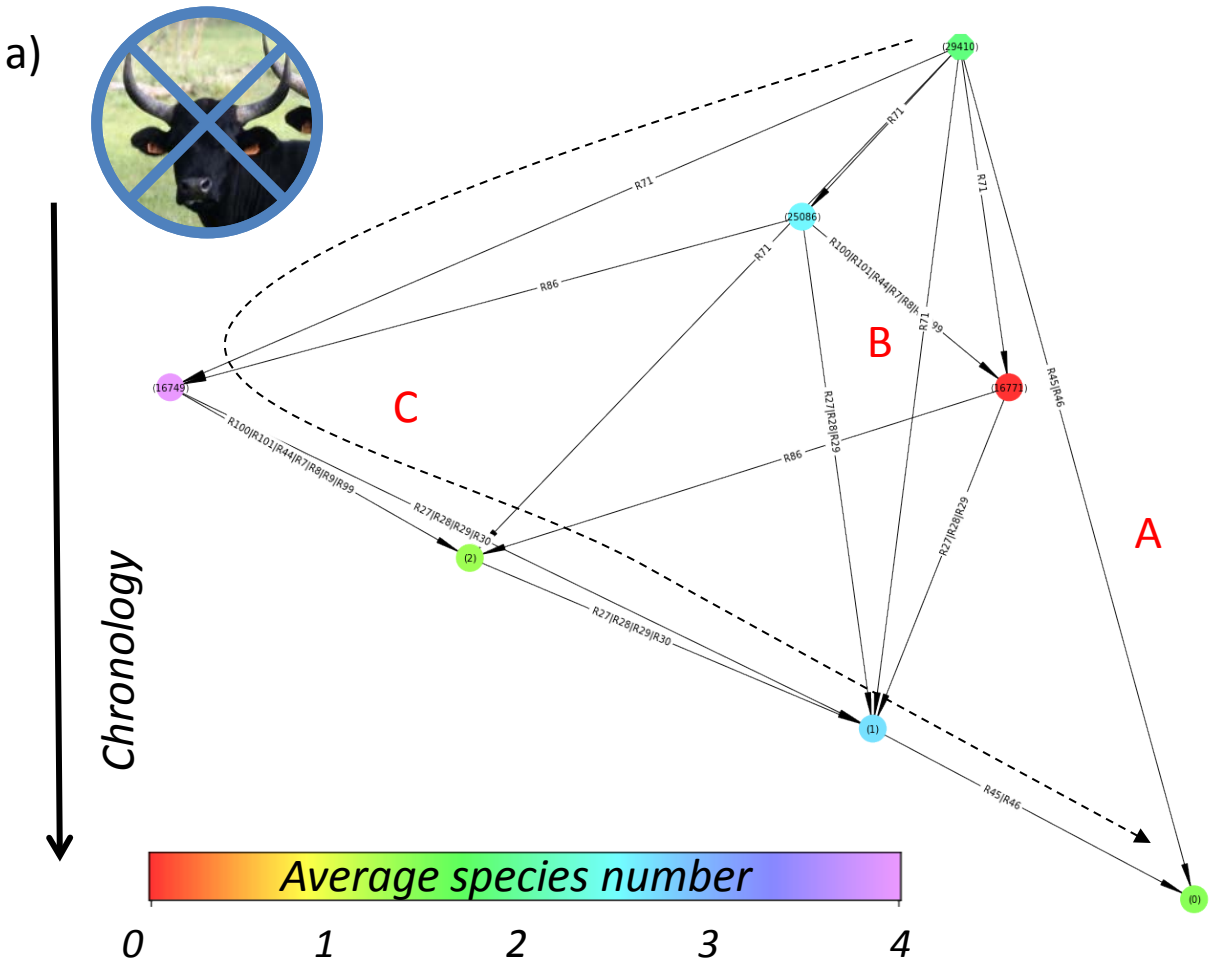 a)
(29410)
R71
R71
R71
(25086)
R71
R86
R100|R101|R44|R7|R8|
99
R71
B
(16749)
(16771)
R45|R46
C
R27|R28|R29
R100|R101|R44|R7|R8|R9|R99
R86
R27|R28|R29|R30
R27|R28|R29
A
(2)
Chronology
R27|R28|R29|R30
(1)
R45|R46
Average species number
(0)
0 1 2 3 4